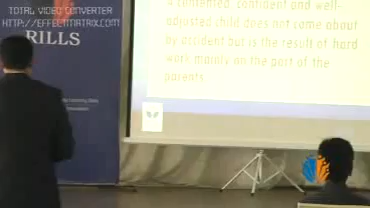 TOTAL VIDEO CONVERTER
HTTP://EFFECTMATRIX.COM
RILLS
A contented, confident and well-
adjusted child does not come about
by accident but is the result of hard
work mainly on the part of the
parents